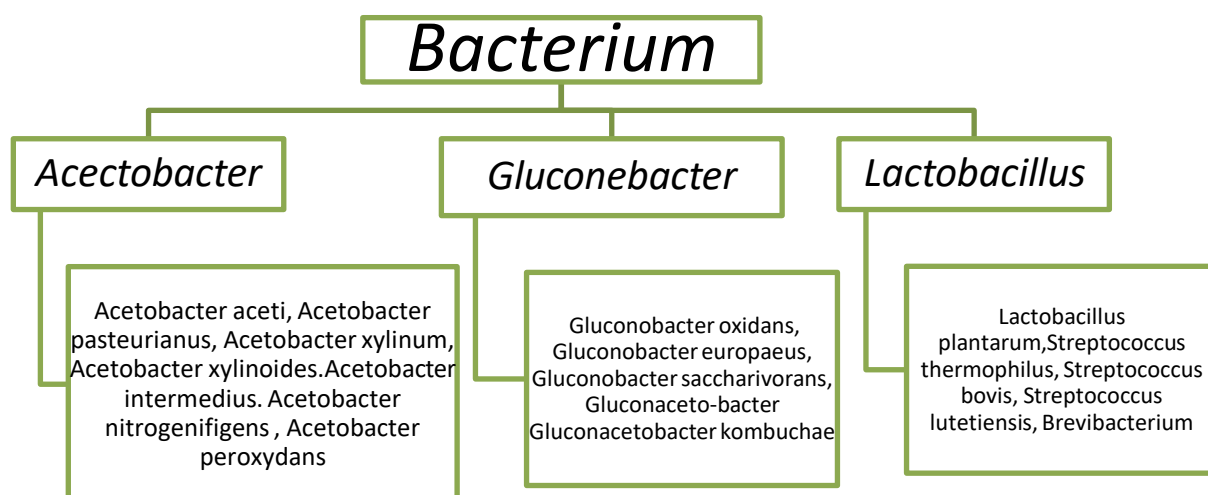 Bacterium
Acectobacter
Gluconebacter
Lactobacillus
Acetobacter aceti, Acetobacter
pasteurianus, Acetobacter xylinum,
Acetobacter xylinoides.Acetobacter
intermedius. Acetobacter
nitrogenifigens , Acetobacter
peroxydans
Gluconobacter oxidans,
Gluconobacter europaeus,
Gluconobacter saccharivorans,
Gluconaceto-bacter
Gluconacetobacter kombuchae
Lactobacillus
plantarum,Streptococcus
thermophilus, Streptococcus
bovis, Streptococcus
lutetiensis, Brevibacterium